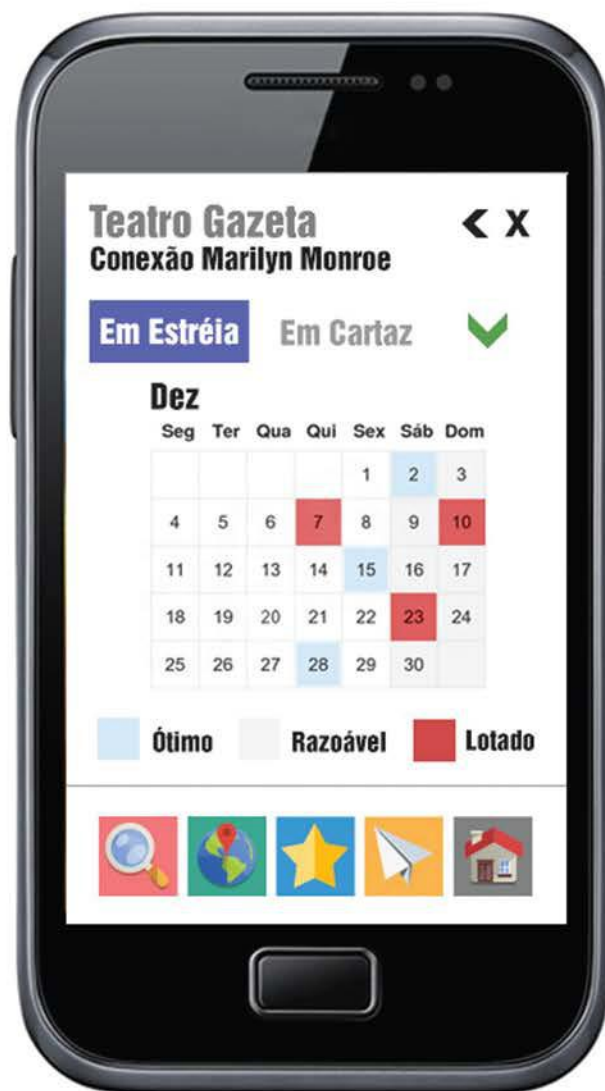 Teatro Gazeta
Conexão Marilyn Monroe
< X
Em Estréia Em Cartaz
Dez
Seg Ter Qua Qui Sex Sáb Dom
1 2 3
4 5 6 7 8 9 10
11 12 13 14 15 16 17
18 19 20 21 22 23 24
25 26 27 28 29 30
Ótimo Razoável Lotado